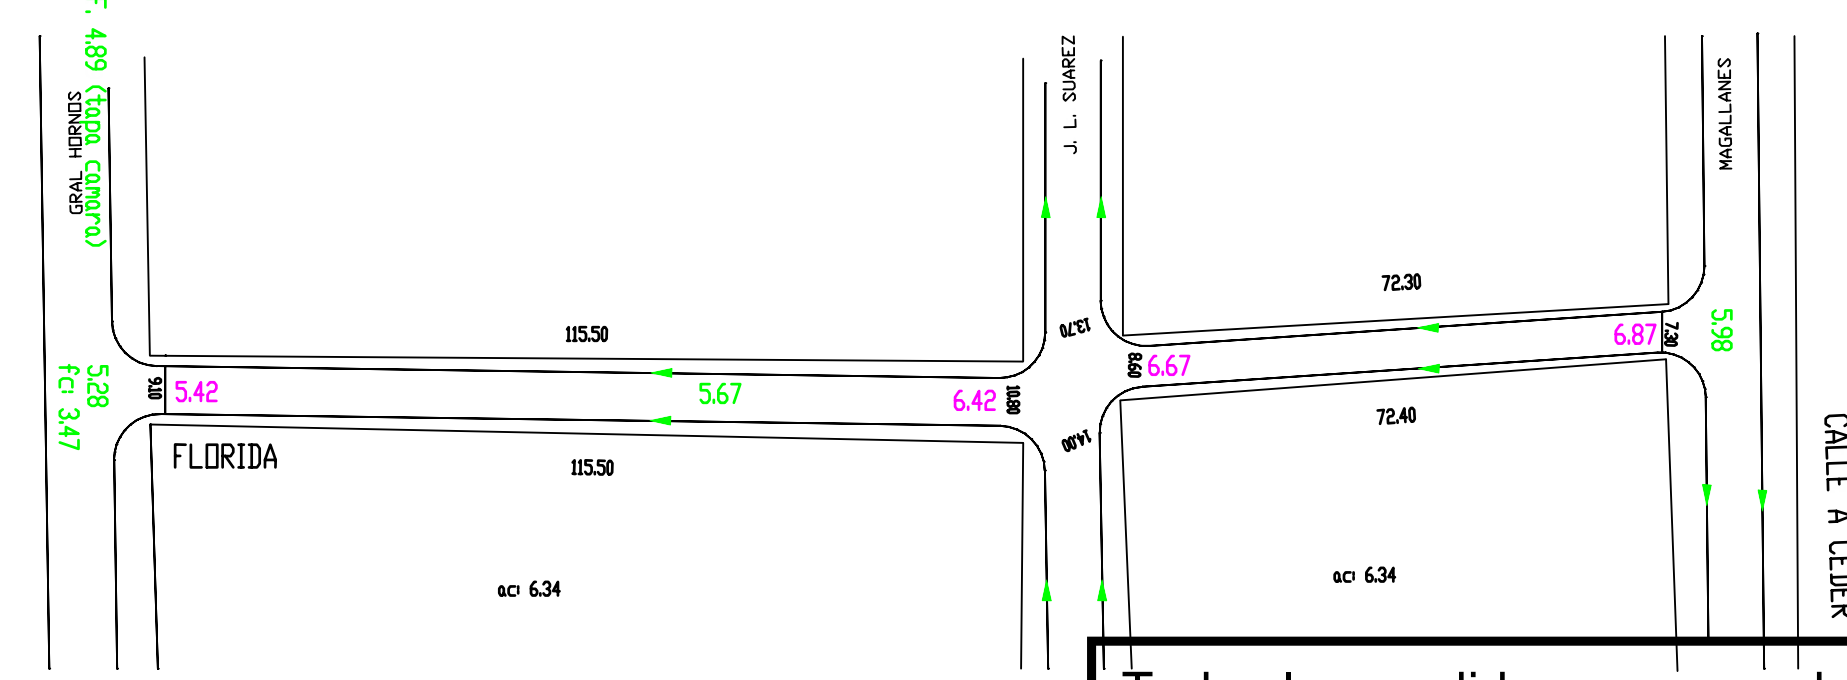 4.89 (tapa camara)
GRAL HORNOS
J. L. SUAREZ
MAGALLANES
72.30
115.50
13.70
7.30
5.98
6.87
8.60
6.67
9.10
5.42
5.67
6.42
10.80
5.28
fc: 3.47
72.40
14.00
FLORIDA
115.50
CALLE A CEDER
ac: 6.34
ac: 6.34